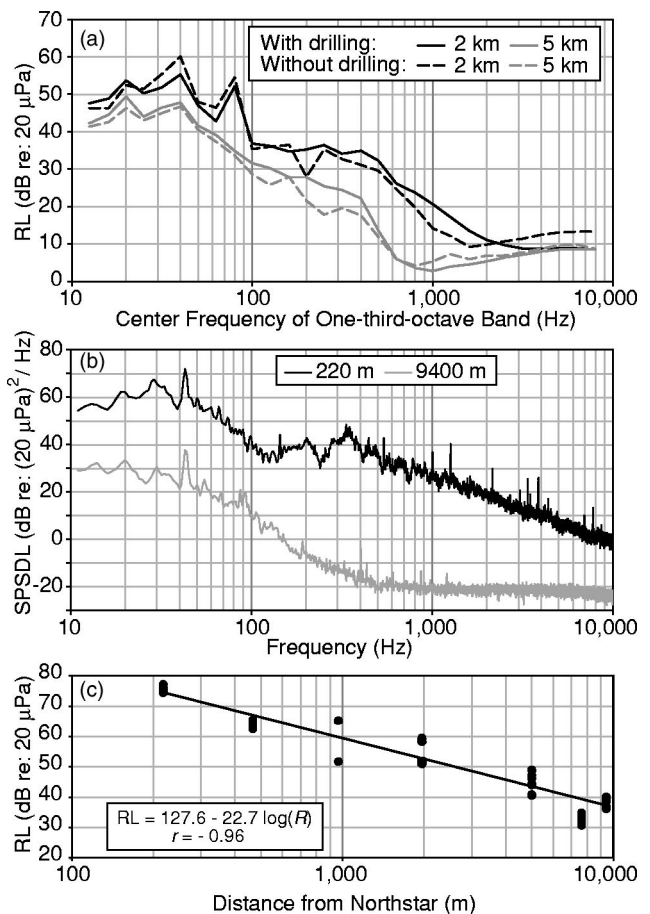 (a)
With drilling: 2 km 5 km
Without drilling: 2 km 5 km
RL (dB re: 20 μPa)
70
60
50
40
30
20
10
0
10 100 1,000 10,000
Center Frequency of One-third-octave Band (Hz)
(b)
220 m 9400 m
SPSDL (dB re: (20 μPa)² / Hz)
80
60
40
20
0
-20
10 100 1,000 10,000
Frequency (Hz)
(c)
RL (dB re: 20 μPa)
80
70
60
50
40
30
20
RL = 127.6 - 22.7 log(R)
r = - 0.96
100 1,000 10,000
Distance from Northstar (m)